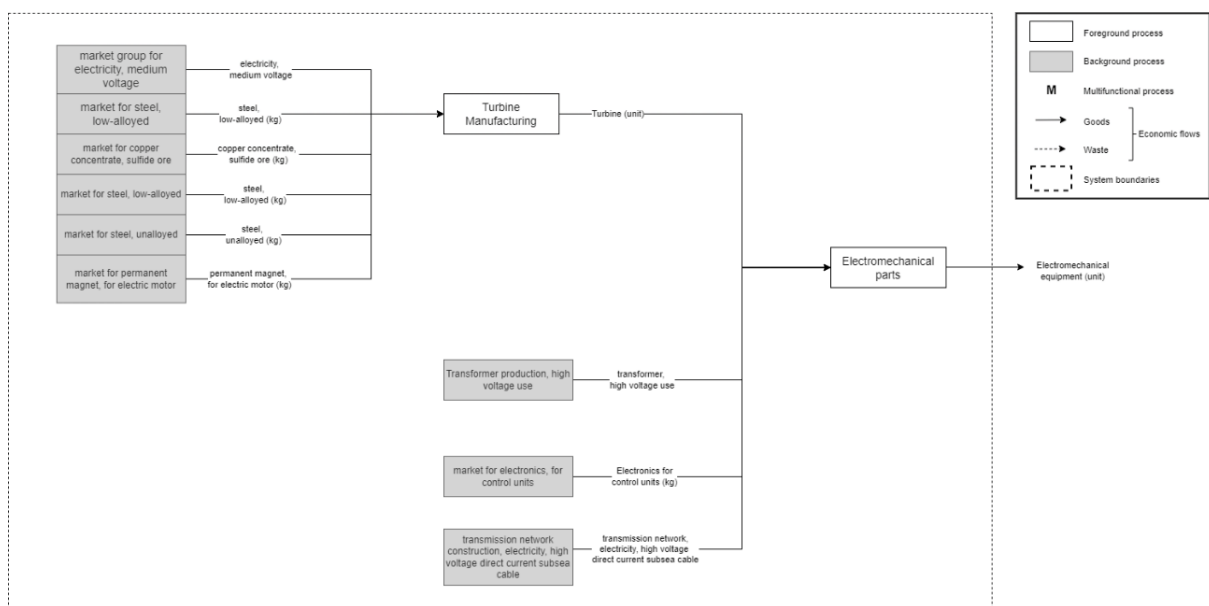 market group for
electricity, medium
voltage
electricity,
medium voltage
market for steel,
low-alloyed
steel,
low-alloyed (kg)
market for copper
concentrate, sulfide ore
copper concentrate,
sulfide ore (kg)
market for steel, low-alloyed
steel,
low-alloyed (kg)
market for steel, unalloyed
steel,
unalloyed (kg)
market for permanent
magnet, for electric motor
permanent magnet,
for electric motor (kg)
Turbine
Manufacturing
Turbine (unit)
Transformer production, high
voltage use
transformer,
high voltage use
market for electronics, for
control units
Electronics for
control units (kg)
transmission network
construction, electricity, high
voltage direct current subsea
cable
transmission network,
electricity, high voltage
direct current subsea cable
Electromechanical
parts
Electromechanical
equipment (unit)
Foreground process
Background process
M Multifunctional process
Goods
Economic flows
Waste
System boundaries